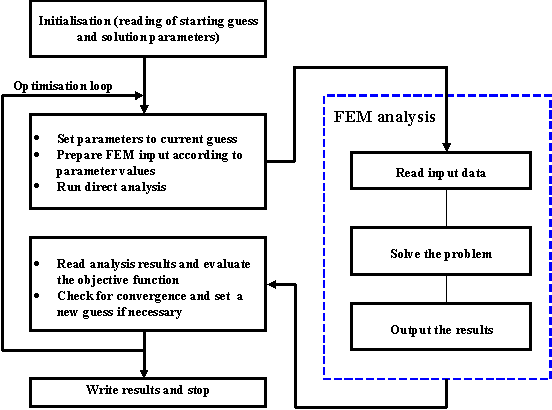 Initialisation (reading of starting guess
and solution parameters)
Optimisation loop
• Set parameters to current guess
• Prepare FEM input according to
parameter values
• Run direct analysis
FEM analysis
Read input data
Solve the problem
Output the results
• Read analysis results and evaluate
the objective function
• Check for convergence and set a
new guess if necessary
Write results and stop